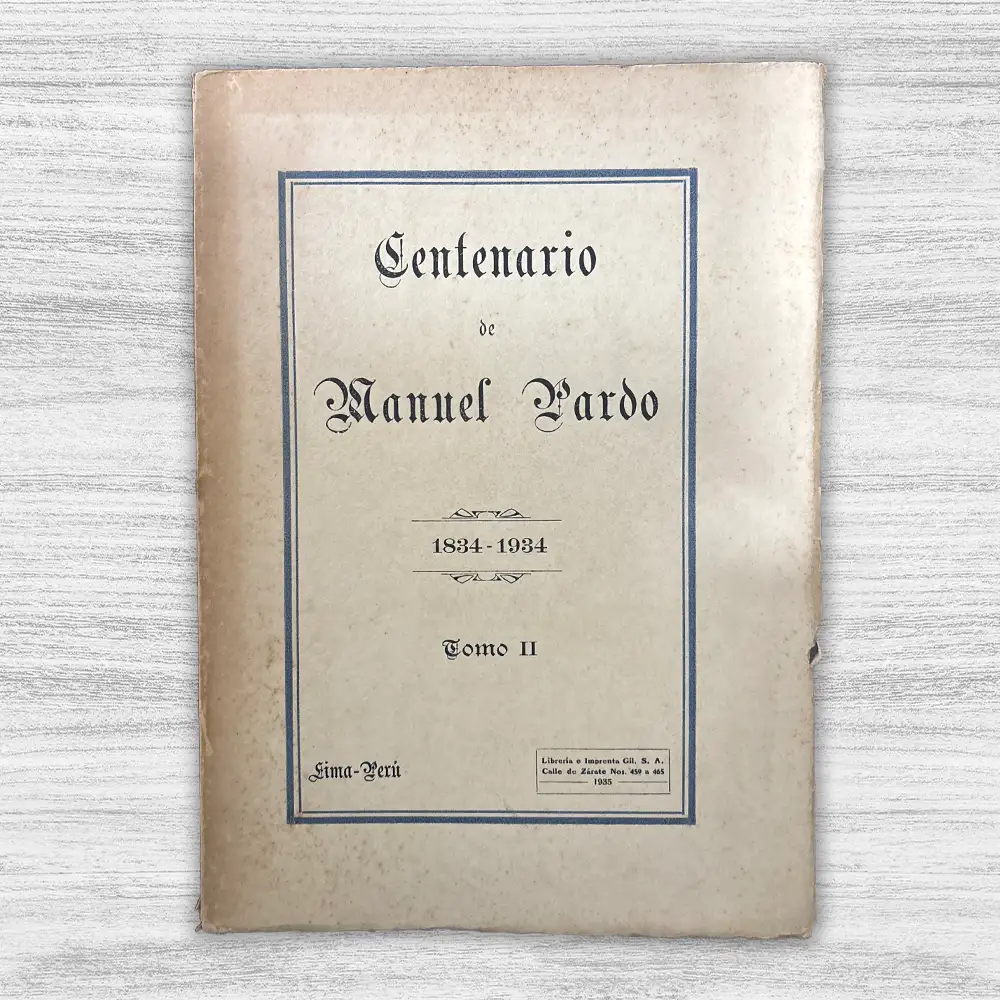 Centenario
de
Manuel Pardo
1834-1934
Tomo II
Lima-Perú
Libreria e Imprenta Gil, S. A.
Calle de Zárate Nos. 459 a 465
1935